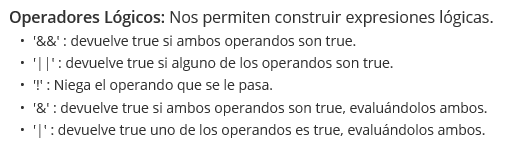 Operadores Lógicos: Nos permiten construir expresiones lógicas.
• '&&' : devuelve true si ambos operandos son true.
• '||' : devuelve true si alguno de los operandos son true.
• '!' : Niega el operando que se le pasa.
• '&' : devuelve true si ambos operandos son true, evaluándolos ambos.
• '|' : devuelve true uno de los operandos es true, evaluándolos ambos.